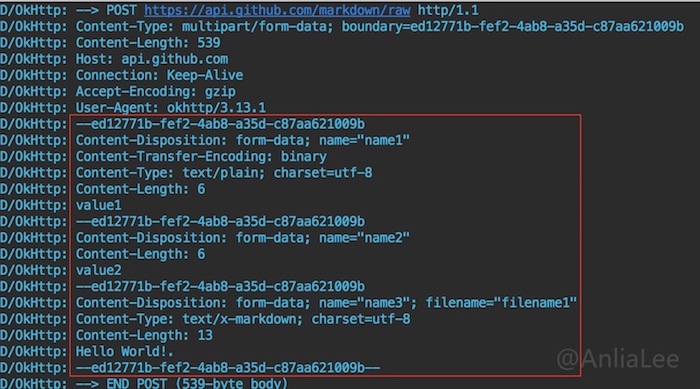 D/OkHttp: --> POST https://api.github.com/markdown/raw http/1.1
D/OkHttp: Content-Type: multipart/form-data; boundary=ed12771b-fef2-4ab8-a35d-c87aa621009b
D/OkHttp: Content-Length: 539
D/OkHttp: Host: api.github.com
D/OkHttp: Connection: Keep-Alive
D/OkHttp: Accept-Encoding: gzip
D/OkHttp: User-Agent: okhttp/3.13.1
D/OkHttp: --ed12771b-fef2-4ab8-a35d-c87aa621009b
D/OkHttp: Content-Disposition: form-data; name="name1"
D/OkHttp: Content-Transfer-Encoding: binary
D/OkHttp: Content-Type: text/plain; charset=utf-8
D/OkHttp: Content-Length: 6
D/OkHttp: value1
D/OkHttp: --ed12771b-fef2-4ab8-a35d-c87aa621009b
D/OkHttp: Content-Disposition: form-data; name="name2"
D/OkHttp: Content-Length: 6
D/OkHttp: value2
D/OkHttp: --ed12771b-fef2-4ab8-a35d-c87aa621009b
D/OkHttp: Content-Disposition: form-data; name="name3"; filename="filename1"
D/OkHttp: Content-Type: text/x-markdown; charset=utf-8
D/OkHttp: Content-Length: 13
D/OkHttp: Hello World!.
D/OkHttp: --ed12771b-fef2-4ab8-a35d-c87aa621009b--
D/OkHttp: --> END POST (539-byte body)
@AnliaLee